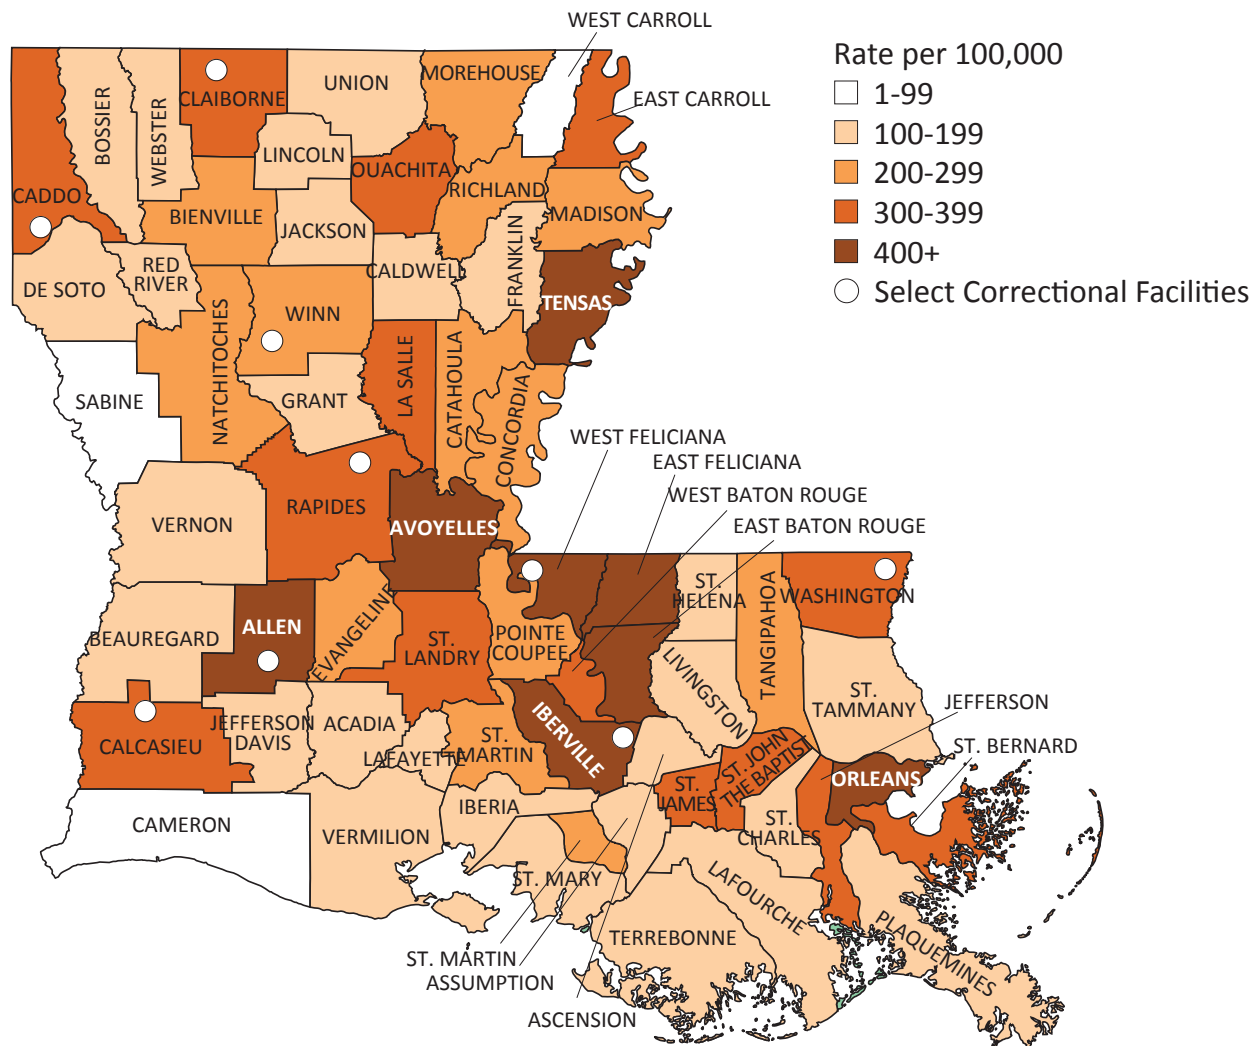 WEST CARROLL
Rate per 100,000
1-99
100-199
200-299
300-399
400+
Select Correctional Facilities
UNION
MOREHOUSE
CLAIBORNE
EAST CARROLL
BOSSIER
WEBSTER
LINCOLN
OUACHITA
RICHLAND
CADDO
BIENVILLE
JACKSON
MADISON
FRANKLIN
RED
RIVER
CALDWELL
DE SOTO
TENSAS
WINN
NATCHITOCHES
LA SALLE
CATAHOULA
CONCORDIA
SABINE
GRANT
WEST FELICIANA
EAST FELICIANA
WEST BATON ROUGE
EAST BATON ROUGE
RAPIDES
VERNON
AVOYELLES
ST.
HELENA
TANGIPAHOA
WASHINGTON
BEAUREGARD
ALLEN
EVANGELINE
ST.
LANDRY
POINTE
COUPEE
LIVINGSTON
ST.
TAMMANY
JEFFERSON
CALCASIEU
JEFFERSON
DAVIS
ACADIA
LAFAYETTE
ST.
MARTIN
IBERVILLE
ST. JOHN
THE BAPTIST
ST. BERNARD
ORLEANS
ST.
JAMES
ST.
CHARLES
CAMERON
VERMILION
IBERIA
ST. MARY
LAFOURCHE
PLAQUEMINES
TERREBONNE
ST. MARTIN
ASSUMPTION
ASCENSION